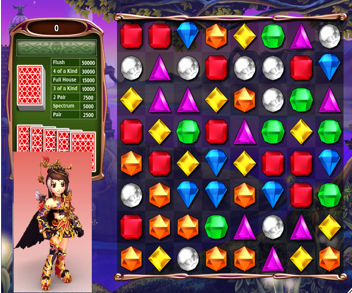 0
Flush 50000
4 of a Kind 30000
Full House 15000
3 of a Kind 10000
2 Pair 7500
Spectrum 5000
Pair 2500